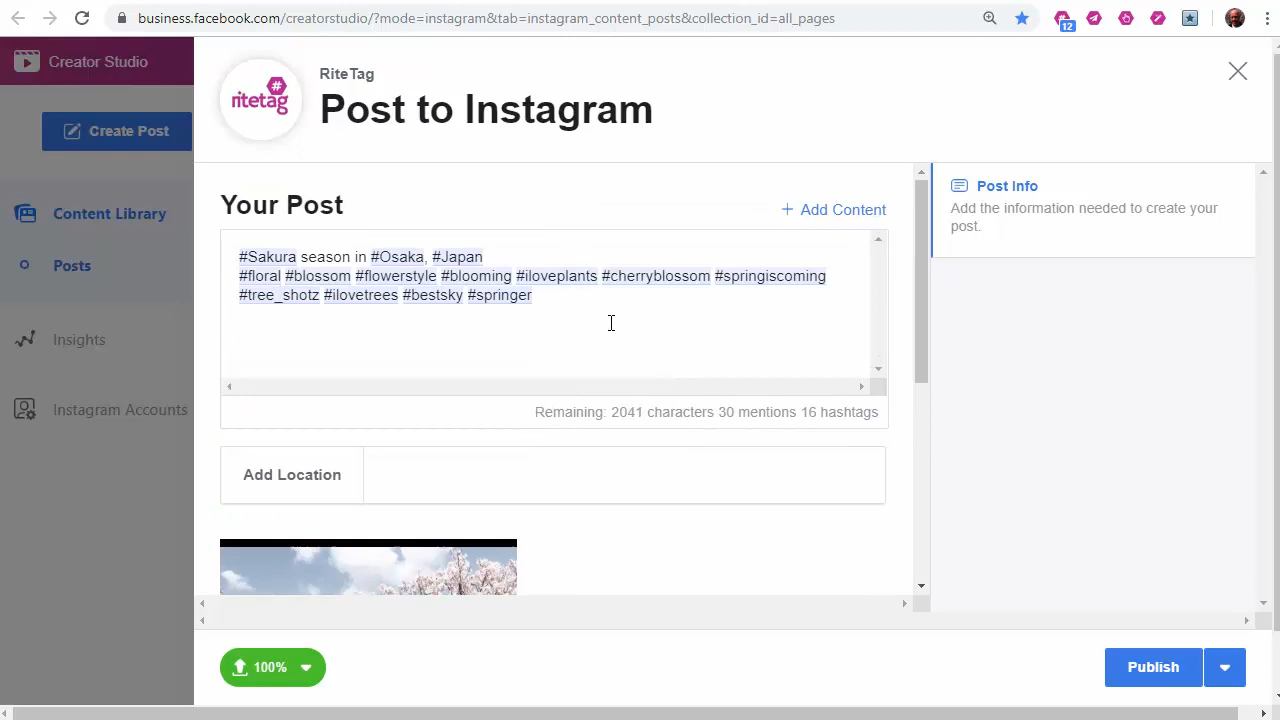 business.facebook.com/creatorstudio/?mode=instagram&tab=instagram_content_posts&collection_id=all_pages
12
Creator Studio
Create Post
Content Library
Posts
Insights
Instagram Accounts
ritetag
#
RiteTag
Post to Instagram
Your Post
+ Add Content
#Sakura season in #Osaka, #Japan
#floral #blossom #flowerstyle #blooming #iloveplants #cherryblossom #springiscoming
#tree_shotz #ilovetrees #bestsky #springer
Remaining: 2041 characters 30 mentions 16 hashtags
Add Location
Post Info
Add the information needed to create your
post.
100%
Publish